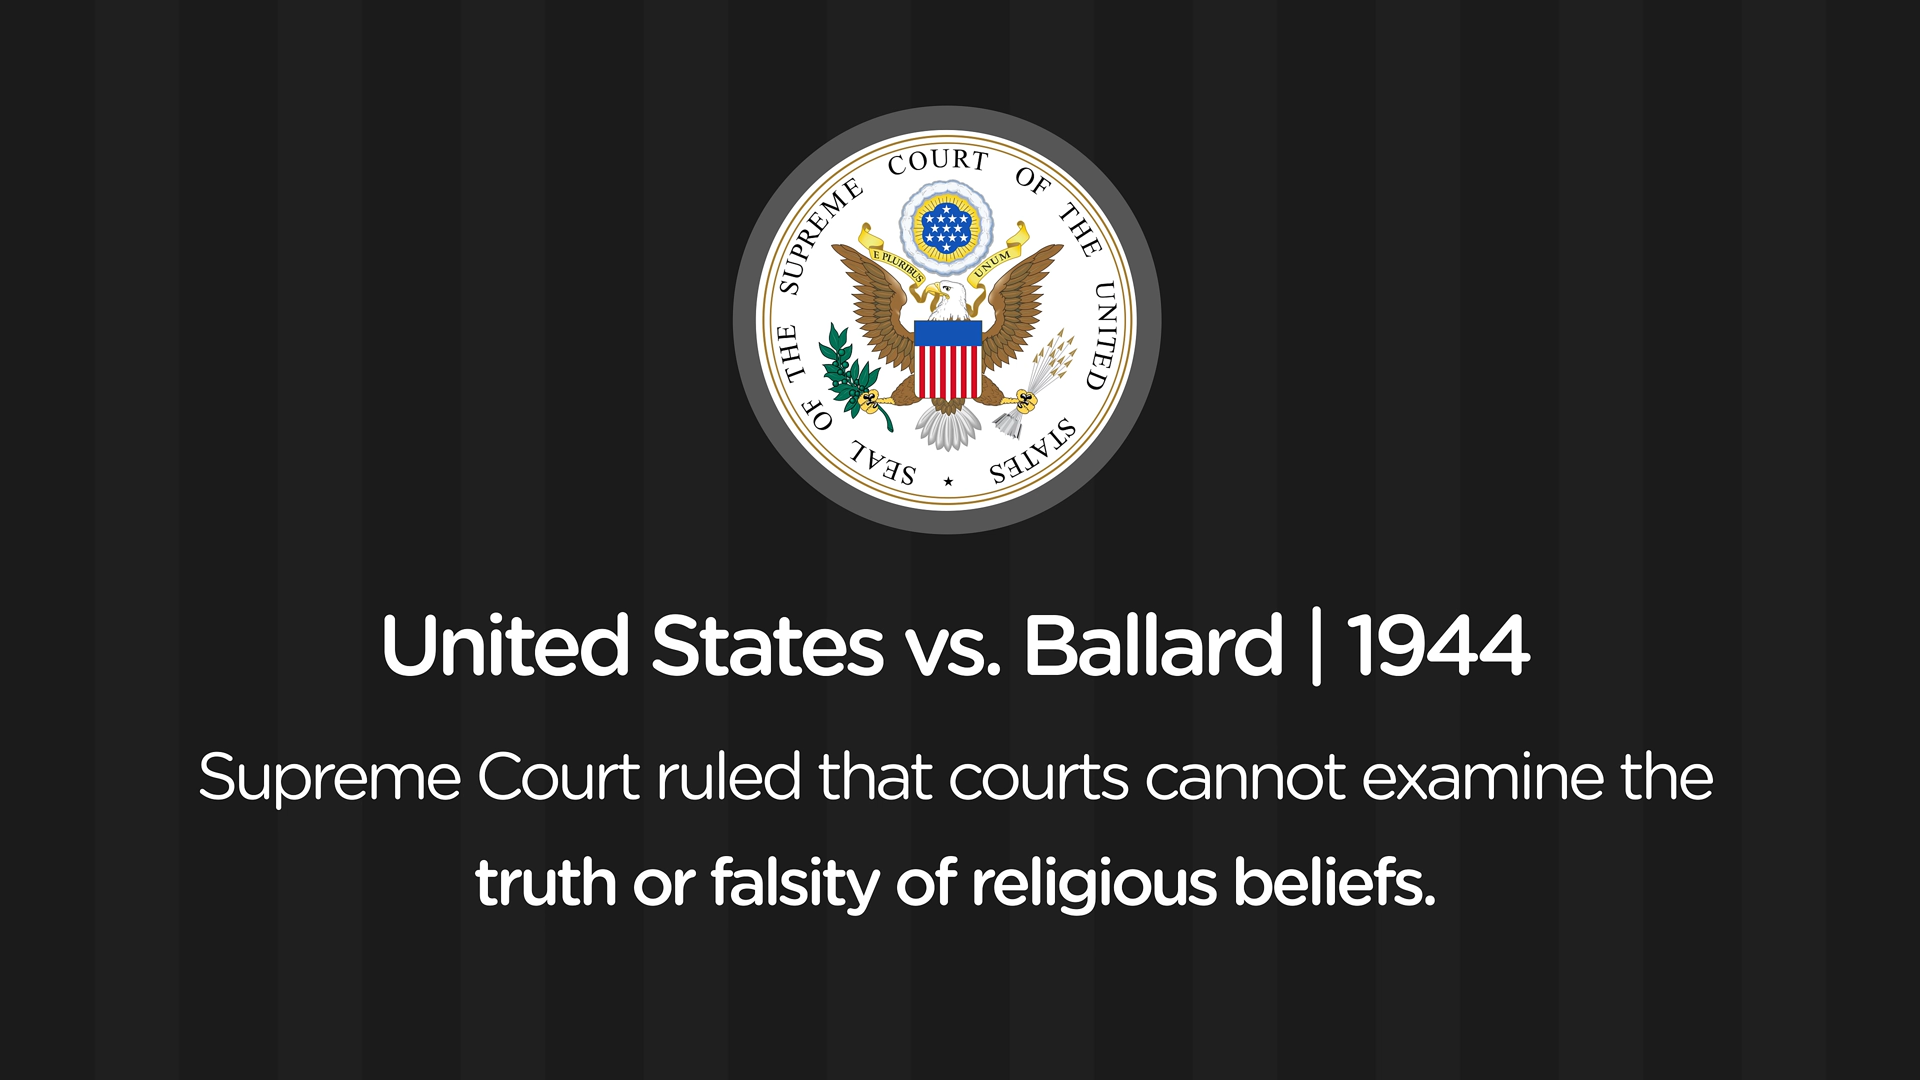 SEAL OF THE SUPREME COURT OF THE UNITED STATES
E PLURIBUS UNUM
United States vs. Ballard | 1944
Supreme Court ruled that courts cannot examine the
truth or falsity of religious beliefs.